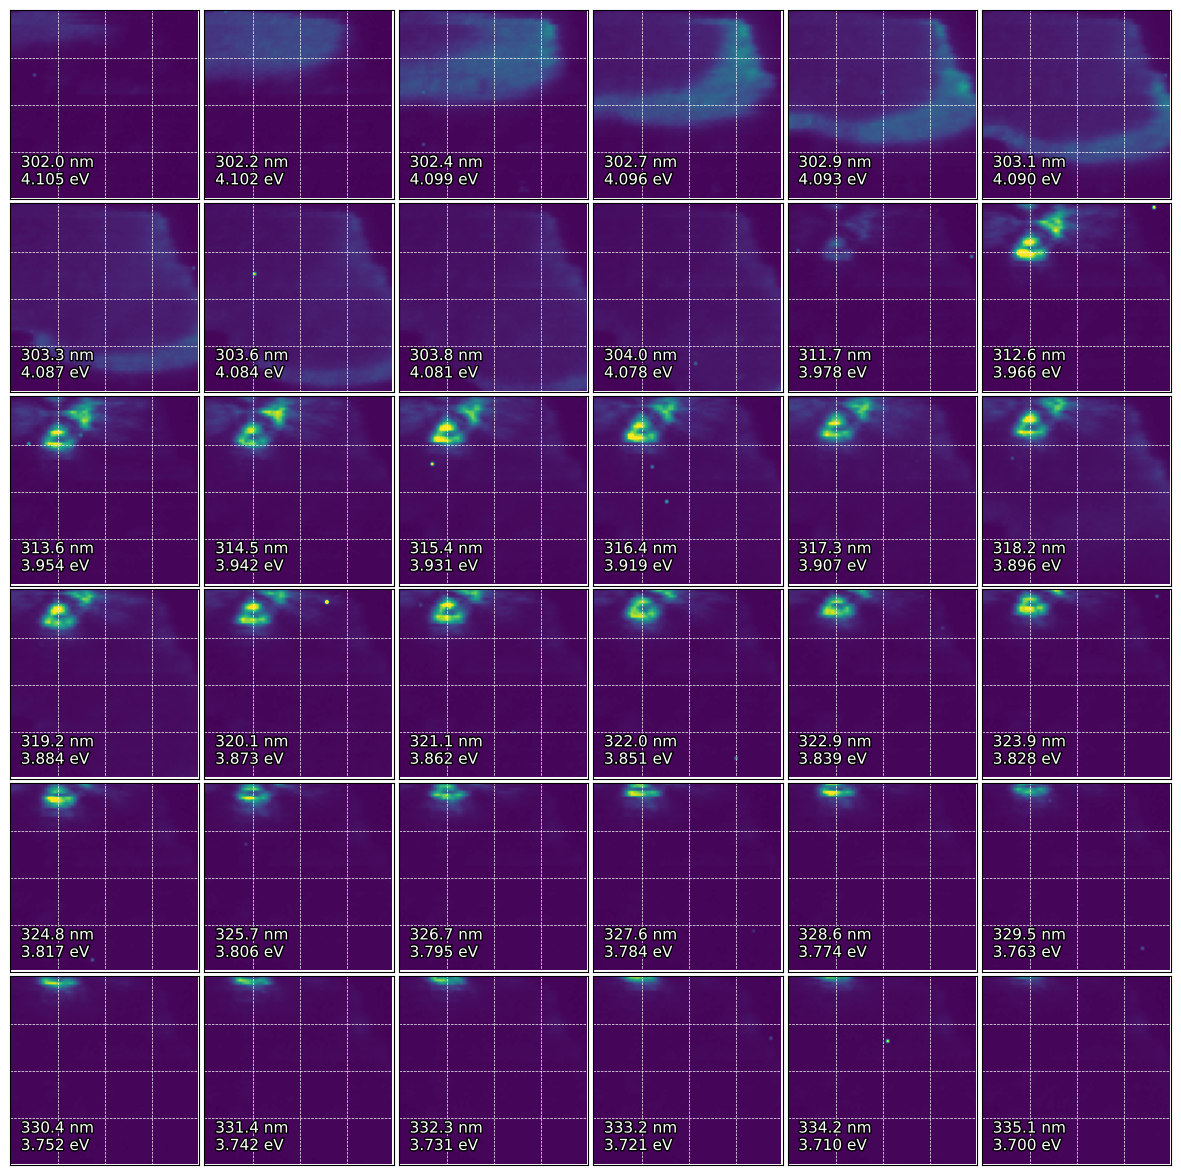 302.0 nm
4.105 eV
302.2 nm
4.102 eV
302.4 nm
4.099 eV
302.7 nm
4.096 eV
302.9 nm
4.093 eV
303.1 nm
4.090 eV
303.3 nm
4.087 eV
303.6 nm
4.084 eV
303.8 nm
4.081 eV
304.0 nm
4.078 eV
311.7 nm
3.978 eV
312.6 nm
3.966 eV
313.6 nm
3.954 eV
314.5 nm
3.942 eV
315.4 nm
3.931 eV
316.4 nm
3.919 eV
317.3 nm
3.907 eV
318.2 nm
3.896 eV
319.2 nm
3.884 eV
320.1 nm
3.873 eV
321.1 nm
3.862 eV
322.0 nm
3.851 eV
322.9 nm
3.839 eV
323.9 nm
3.828 eV
324.8 nm
3.817 eV
325.7 nm
3.806 eV
326.7 nm
3.795 eV
327.6 nm
3.784 eV
328.6 nm
3.774 eV
329.5 nm
3.763 eV
330.4 nm
3.752 eV
331.4 nm
3.742 eV
332.3 nm
3.731 eV
333.2 nm
3.721 eV
334.2 nm
3.710 eV
335.1 nm
3.700 eV